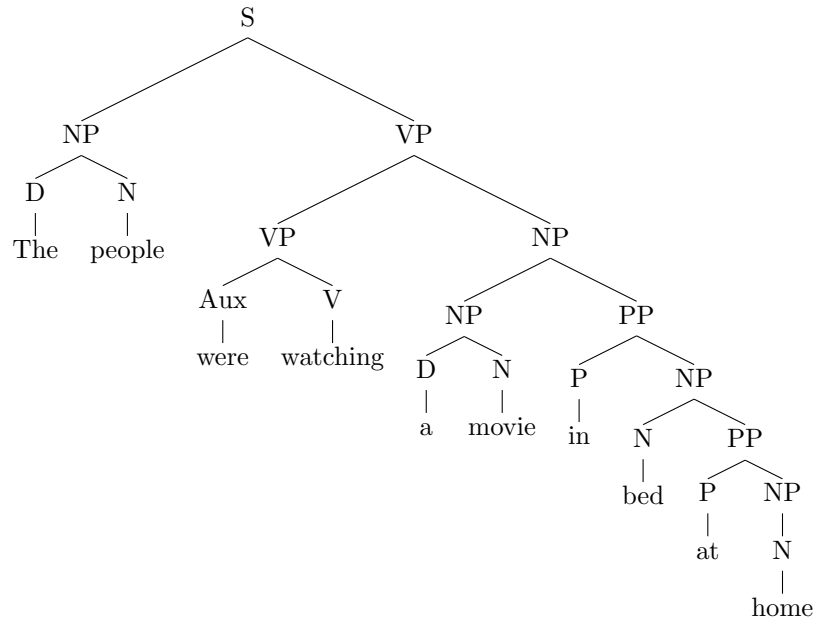 S
NP VP
D N
The people
VP NP
Aux V
were watching
NP PP
D N
a movie
P NP
in
N PP
bed
P NP
at N
home